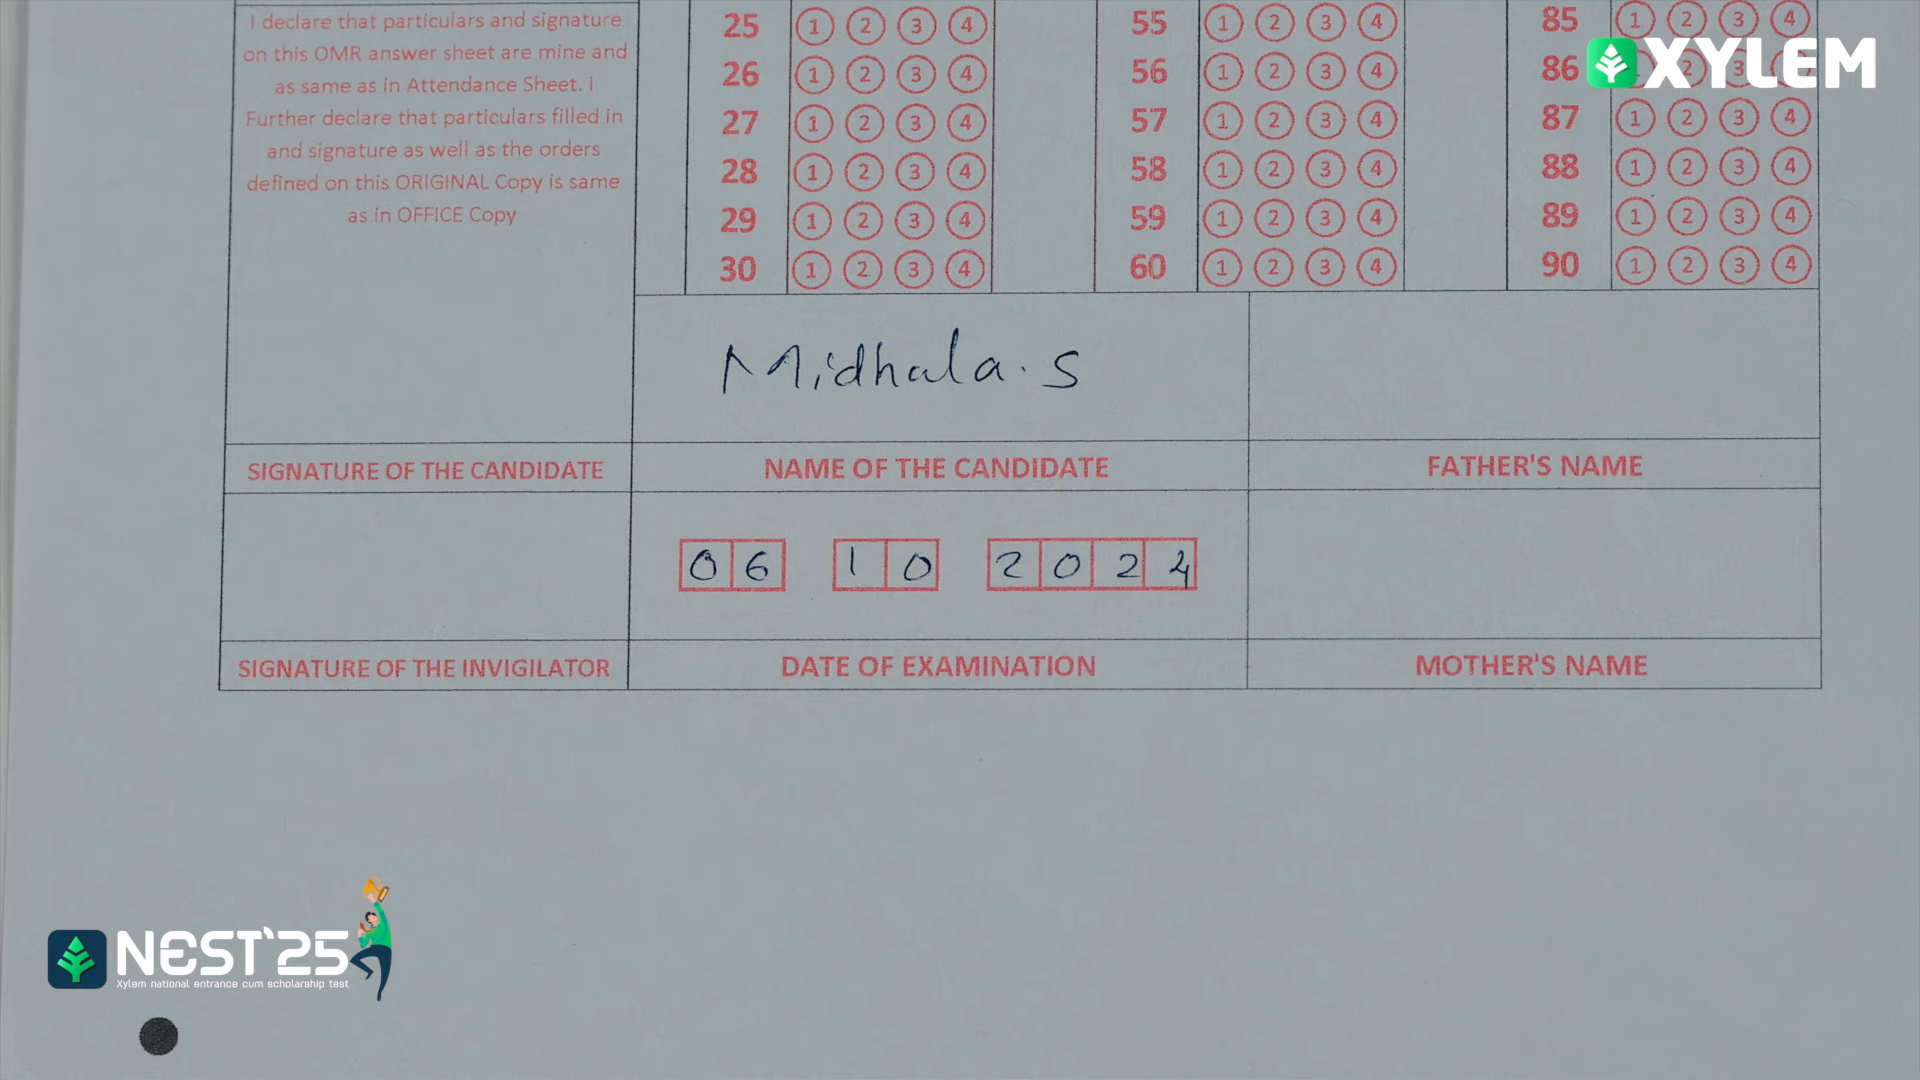 I declare that particulars and signature
on this OMR answer sheet are mine and
as same as in Attendance Sheet. I
Further declare that particulars filled in
and signature as well as the orders
defined on this ORIGINAL Copy is same
as in OFFICE Copy
25 1 2 3 4 55 1 2 3 4 85 1 2 3 4
26 1 2 3 4 56 1 2 3 4 86 2 3
XYLEM
27 1 2 3 4 57 1 2 3 4 87 1 2 3 4
28 1 2 3 4 58 1 2 3 4 88 1 2 3 4
29 1 2 3 4 59 1 2 3 4 89 1 2 3 4
30 1 2 3 4 60 1 2 3 4 90 1 2 3 4
Midhula.S
SIGNATURE OF THE CANDIDATE NAME OF THE CANDIDATE FATHER'S NAME
06 10 2024
SIGNATURE OF THE INVIGILATOR DATE OF EXAMINATION MOTHER'S NAME
NEST'25
Xylem national entrance cum scholarship test